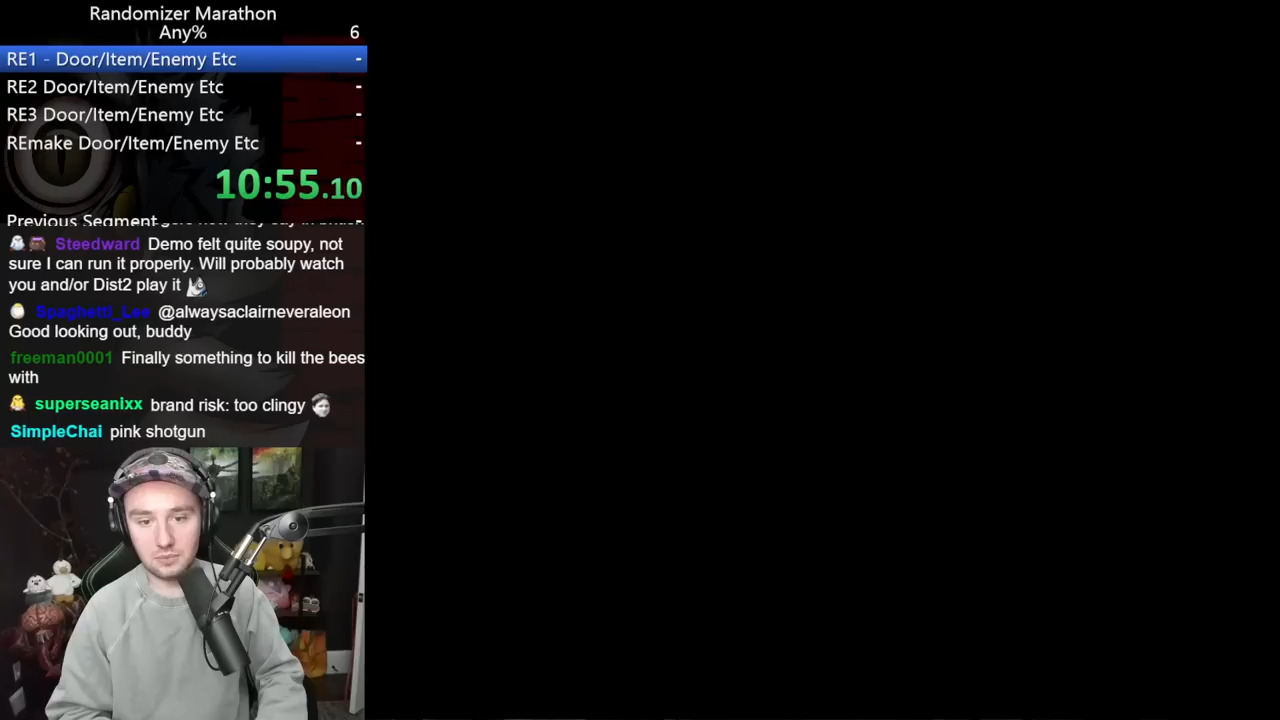 Randomizer Marathon
Any% 6
RE1 - Door/Item/Enemy Etc -
RE2 Door/Item/Enemy Etc -
RE3 Door/Item/Enemy Etc -
REmake Door/Item/Enemy Etc -
10:55.10
Previous Segment -
Steedward Demo felt quite soupy, not
sure I can run it properly. Will probably watch
you and/or Dist2 play it
Spaghetti_Lee @alwaysaclairneveraleon
Good looking out, buddy
freeman0001 Finally something to kill the bees
with
superseanixx brand risk: too clingy
SimpleChai pink shotgun